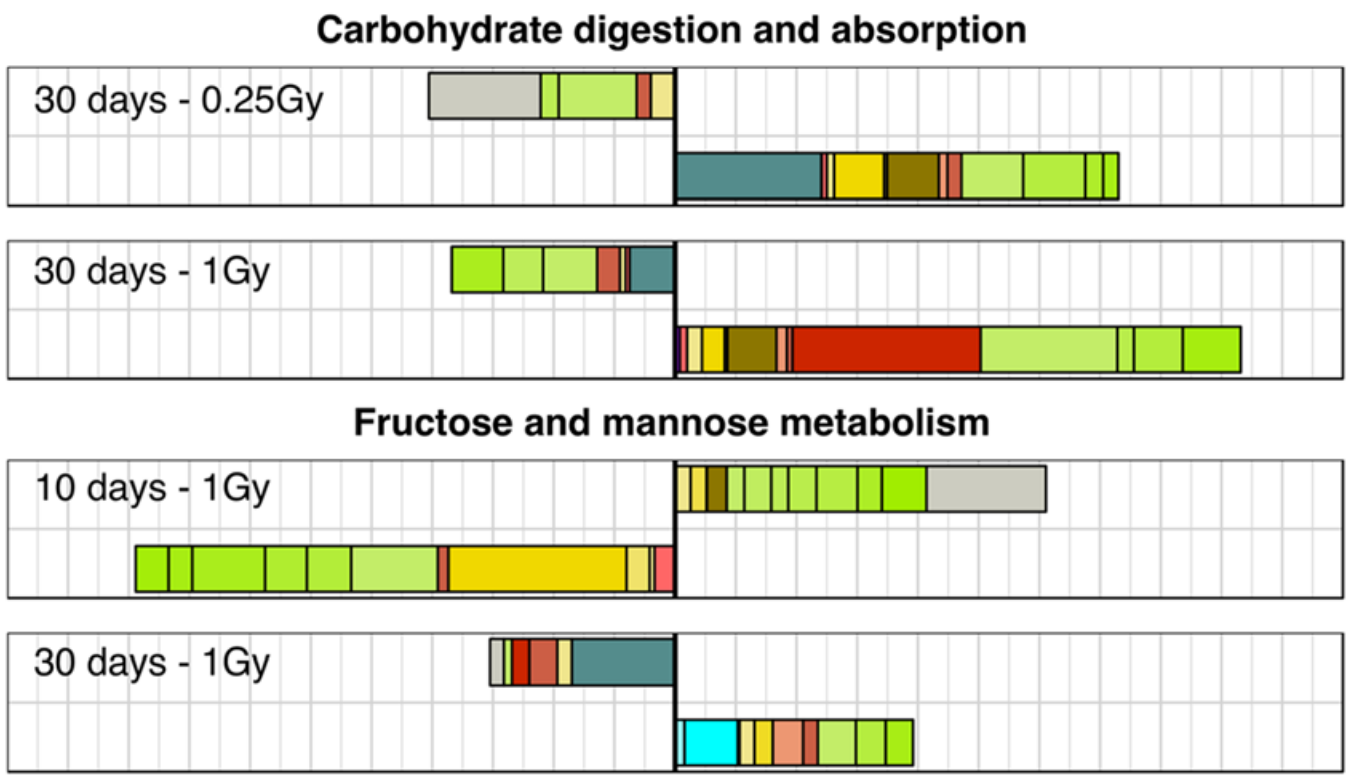 Carbohydrate digestion and absorption
30 days - 0.25Gy
30 days - 1Gy
Fructose and mannose metabolism
10 days - 1Gy
30 days - 1Gy